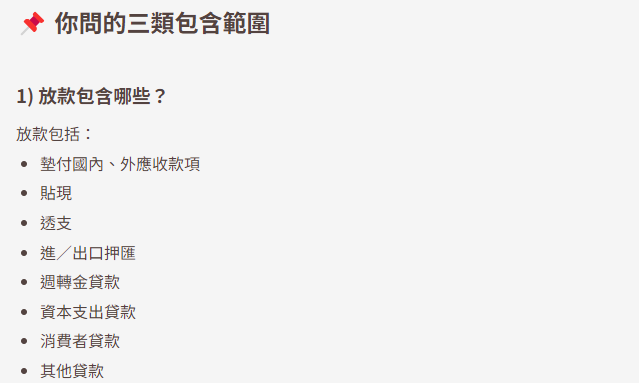 📌 你問的三類包含範圍
1) 放款包含哪些？
放款包括：
• 墊付國內、外應收款項
• 貼現
• 透支
• 進／出口押匯
• 週轉金貸款
• 資本支出貸款
• 消費者貸款
• 其他貸款